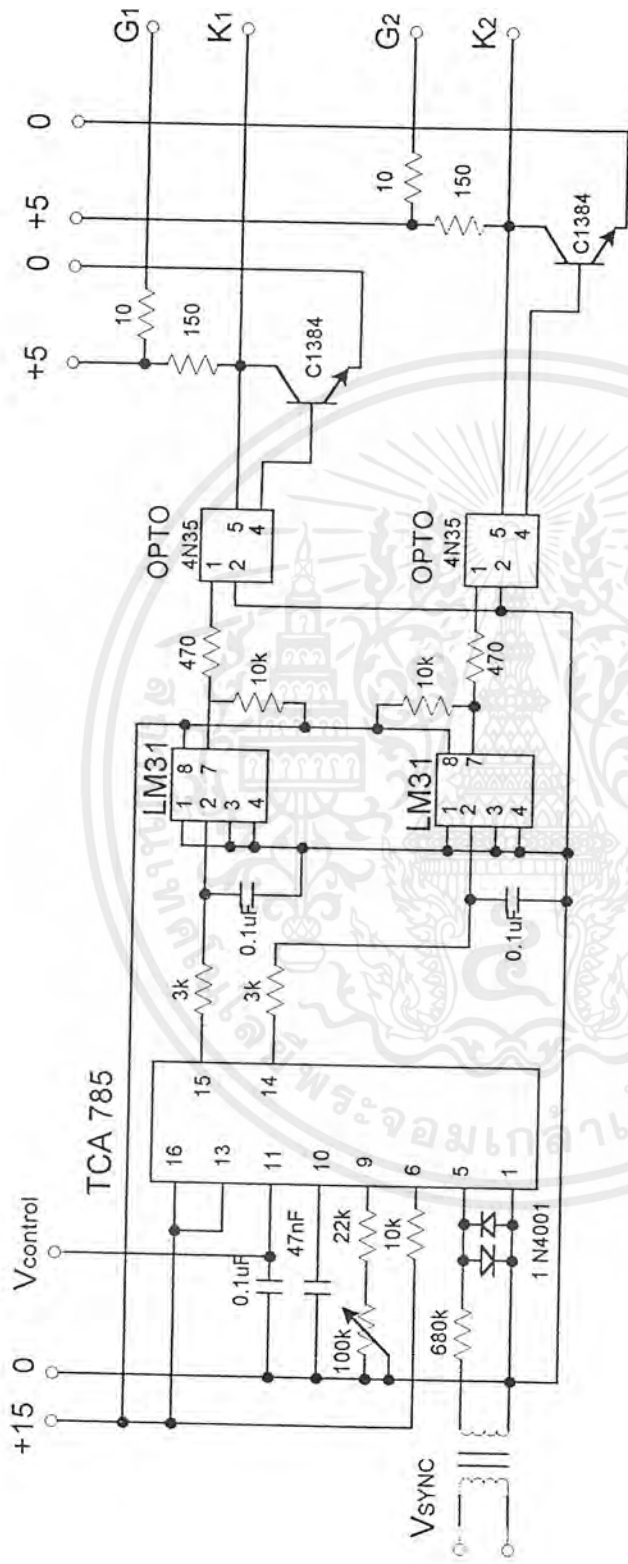 +15
0
Vcontrol
+5
0
+5
0
G1
K1
G2
K2
TCA 785
16
13
11
10
9
6
5
1
15
14
0.1uF
47nF
22k
100k
10k
680k
1 N4001
VSYNC
3k
3k
0.1uF
0.1uF
LM31
1
2
3
4
8
7
LM31
1
2
3
4
8
7
470
10k
10k
470
OPTO
4N35
1
2
5
4
OPTO
4N35
1
2
5
4
10
150
C1384
10
150
C1384